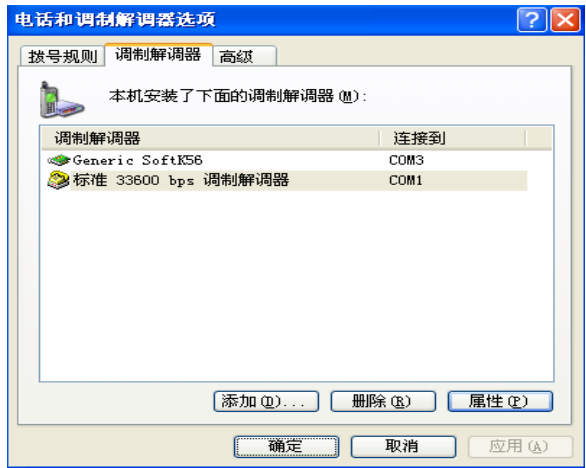 电话和调制解调器选项
拨号规则 调制解调器 高级
本机安装了下面的调制解调器(M):
调制解调器 连接到
Generic SoftK56 COM3
标准 33600 bps 调制解调器 COM1
添加(D)... 删除(R) 属性(P)
确定 取消 应用(A)